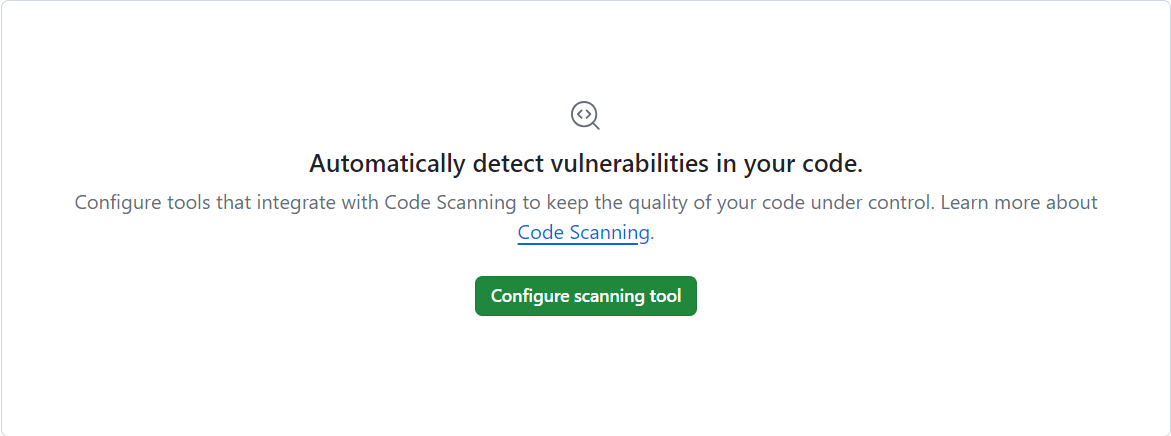 Automatically detect vulnerabilities in your code.
Configure tools that integrate with Code Scanning to keep the quality of your code under control. Learn more about
Code Scanning.
Configure scanning tool